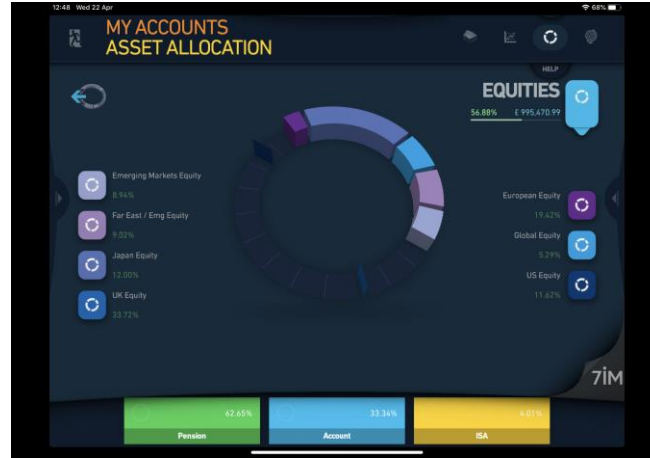 12:48 Wed 22 Apr
68%
MY ACCOUNTS
ASSET ALLOCATION
HELP
EQUITIES
56.88% £ 995,470.99
Emerging Markets Equity
8.94%
Far East / Emg Equity
9.02%
Japan Equity
12.00%
UK Equity
33.72%
European Equity
19.42%
Global Equity
5.29%
US Equity
11.62%
7iM
62.65%
Pension
33.34%
Account
4.01%
ISA